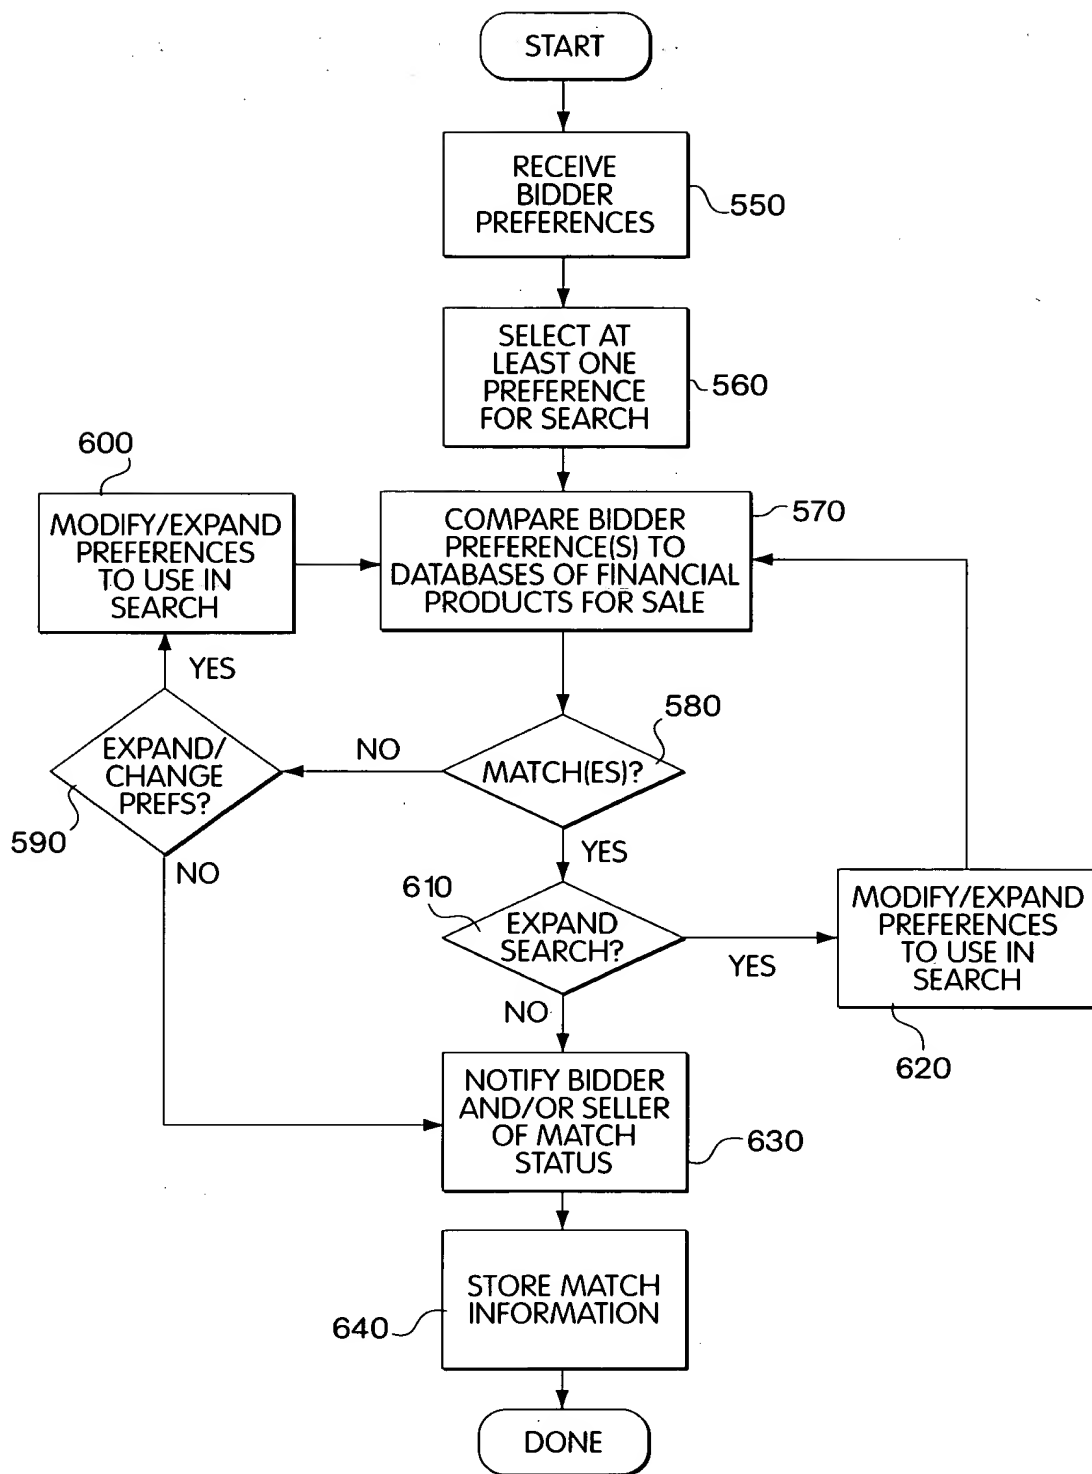 START
RECEIVE
BIDDER
PREFERENCES
550
SELECT AT
LEAST ONE
PREFERENCE
FOR SEARCH
560
600
MODIFY/EXPAND
PREFERENCES
TO USE IN
SEARCH
COMPARE BIDDER
PREFERENCE(S) TO
DATABASES OF FINANCIAL
PRODUCTS FOR SALE
570
YES
EXPAND/
CHANGE
PREFS?
590
NO
NO
MATCH(ES)?
580
YES
610
EXPAND
SEARCH?
YES
NO
MODIFY/EXPAND
PREFERENCES
TO USE IN
SEARCH
620
NOTIFY BIDDER
AND/OR SELLER
OF MATCH
STATUS
630
STORE MATCH
INFORMATION
640
DONE